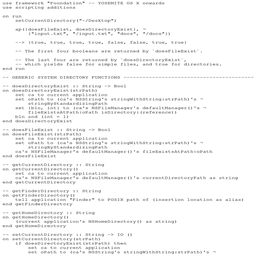 use framework "Foundation" -- YOSEMITE OS X onwards
use scripting additions
on run
setCurrentDirectory("~/Desktop")
ap({doesFileExist, doesDirectoryExist}, ¬
{"input.txt", "/input.txt", "docs", "/docs"})
--> {true, true, true, true, false, false, true, true}
-- The first four booleans are returned by `doesFileExist`.
-- The last four are returned by `doesDirectoryExist`,
-- which yields false for simple files, and true for directories.
end run
-- GENERIC SYSTEM DIRECTORY FUNCTIONS
-- doesDirectoryExist :: String -> Bool
on doesDirectoryExist(strPath)
set ca to current application
set oPath to (ca's NSString's stringWithString:strPath)'s ¬
stringByStandardizingPath
set {bln, int} to (ca's NSFileManager's defaultManager()'s ¬
fileExistsAtPath:oPath isDirectory:(reference))
bln and (int = 1)
end doesDirectoryExist
-- doesFileExist :: String -> Bool
on doesFileExist(strPath)
set ca to current application
set oPath to (ca's NSString's stringWithString:strPath)'s ¬
stringByStandardizingPath
ca's NSFileManager's defaultManager()'s fileExistsAtPath:oPath
end doesFileExist
-- getCurrentDirectory :: String
on getCurrentDirectory()
set ca to current application
ca's NSFileManager's defaultManager()'s currentDirectoryPath as string
end getCurrentDirectory
-- getFinderDirectory :: String
on getFinderDirectory()
tell application "Finder" to POSIX path of (insertion location as alias)
end getFinderDirectory
-- getHomeDirectory :: String
on getHomeDirectory()
(current application's NSHomeDirectory() as string)
end getHomeDirectory
-- setCurrentDirectory :: String -> IO ()
on setCurrentDirectory(strPath)
if doesDirectoryExist(strPath) then
set ca to current application
set oPath to (ca's NSString's stringWithString:strPath)'s ¬